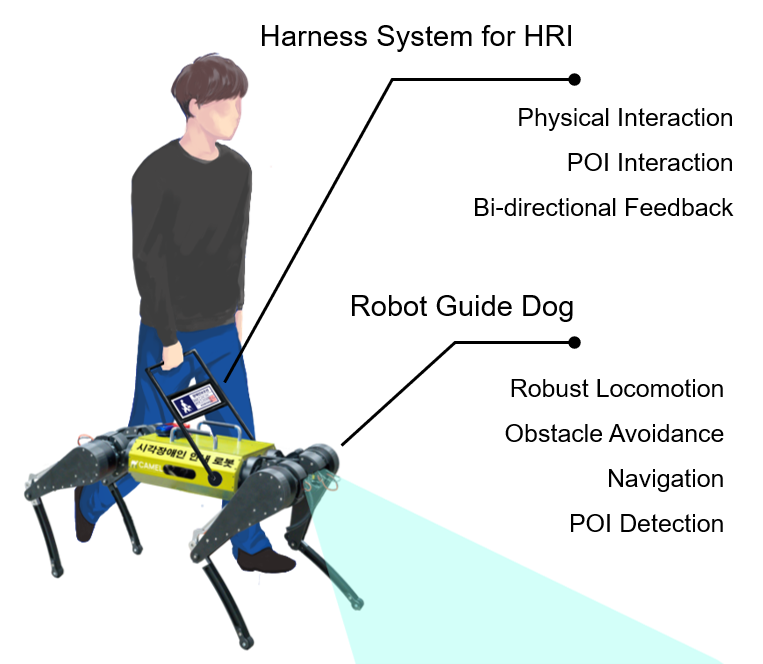 Harness System for HRI
Physical Interaction
POI Interaction
Bi-directional Feedback
Robot Guide Dog
Robust Locomotion
Obstacle Avoidance
Navigation
POI Detection
시각장애인 안내 로봇
CAMEL